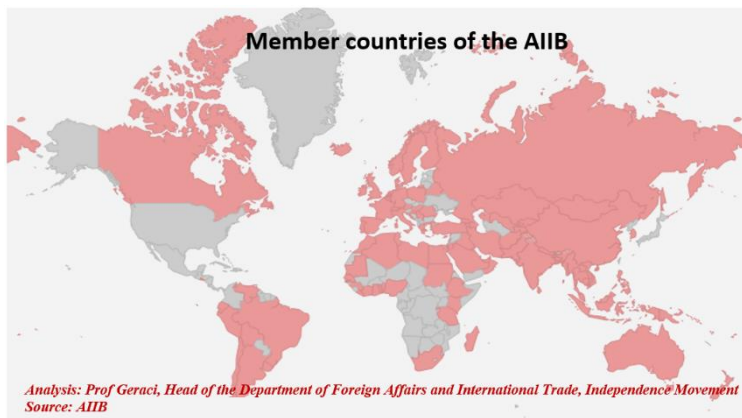 Member countries of the AIIB
Analysis: Prof Geraci, Head of the Department of Foreign Affairs and International Trade, Independence Movement
Source: AIIB